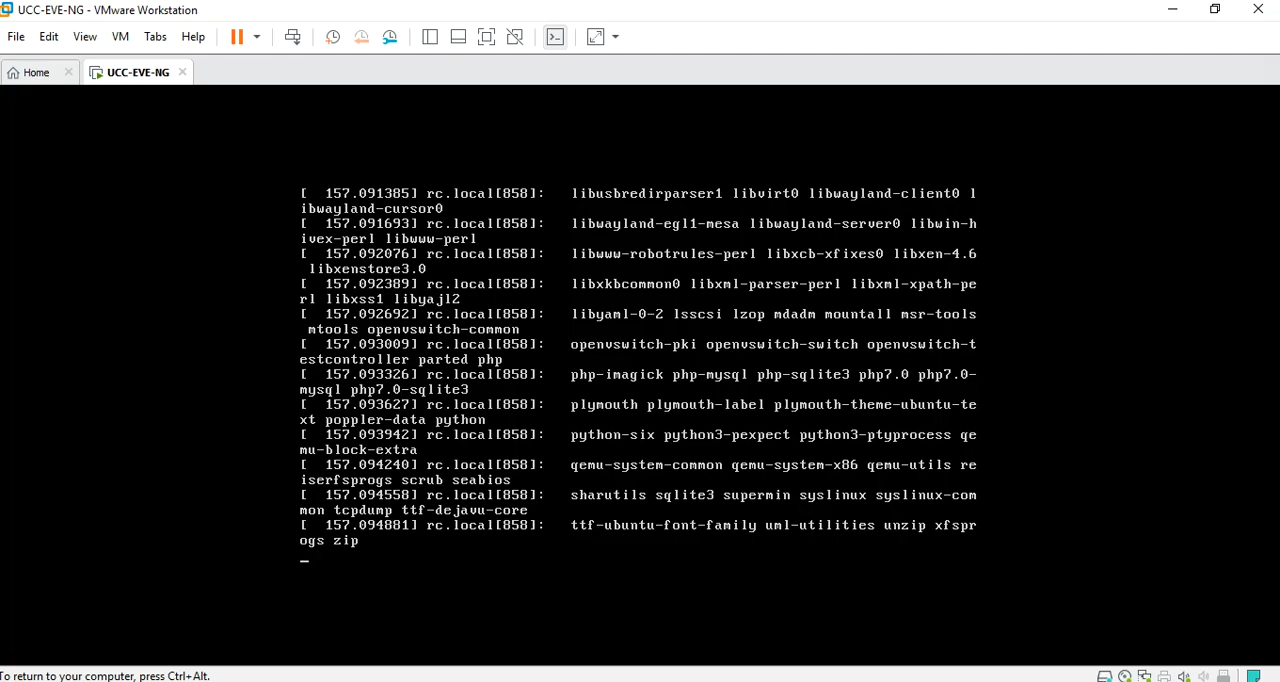 UCC-EVE-NG - VMware Workstation
File Edit View VM Tabs Help
Home UCC-EVE-NG
[  157.091385] rc.local[858]:   libusbredirparser1 libvirt0 libwayland-client0 l
ibwayland-cursor0
[  157.091693] rc.local[858]:   libwayland-egl1-mesa libwayland-server0 libwin-h
ivex-perl libwww-perl
[  157.092076] rc.local[858]:   libwww-robotrules-perl libxcb-xfixes0 libxen-4.6
 libxenstore3.0
[  157.092389] rc.local[858]:   libxkbcommon0 libxml-parser-perl libxml-xpath-pe
rl libxss1 libyajl2
[  157.092692] rc.local[858]:   libyaml-0-2 lsscsi lzop mdadm mountall msr-tools
 mtools openvswitch-common
[  157.093009] rc.local[858]:   openvswitch-pki openvswitch-switch openvswitch-t
estcontroller parted php
[  157.093326] rc.local[858]:   php-imagick php-mysql php-sqlite3 php7.0 php7.0-
mysql php7.0-sqlite3
[  157.093627] rc.local[858]:   plymouth plymouth-label plymouth-theme-ubuntu-te
xt poppler-data python
[  157.093942] rc.local[858]:   python-six python3-pexpect python3-ptyprocess qe
mu-block-extra
[  157.094240] rc.local[858]:   qemu-system-common qemu-system-x86 qemu-utils re
iserfsprogs scrub seabios
[  157.094558] rc.local[858]:   sharutils sqlite3 supermin syslinux syslinux-com
mon tcpdump ttf-dejavu-core
[  157.094881] rc.local[858]:   ttf-ubuntu-font-family uml-utilities unzip xfspr
ogs zip
To return to your computer, press Ctrl+Alt.